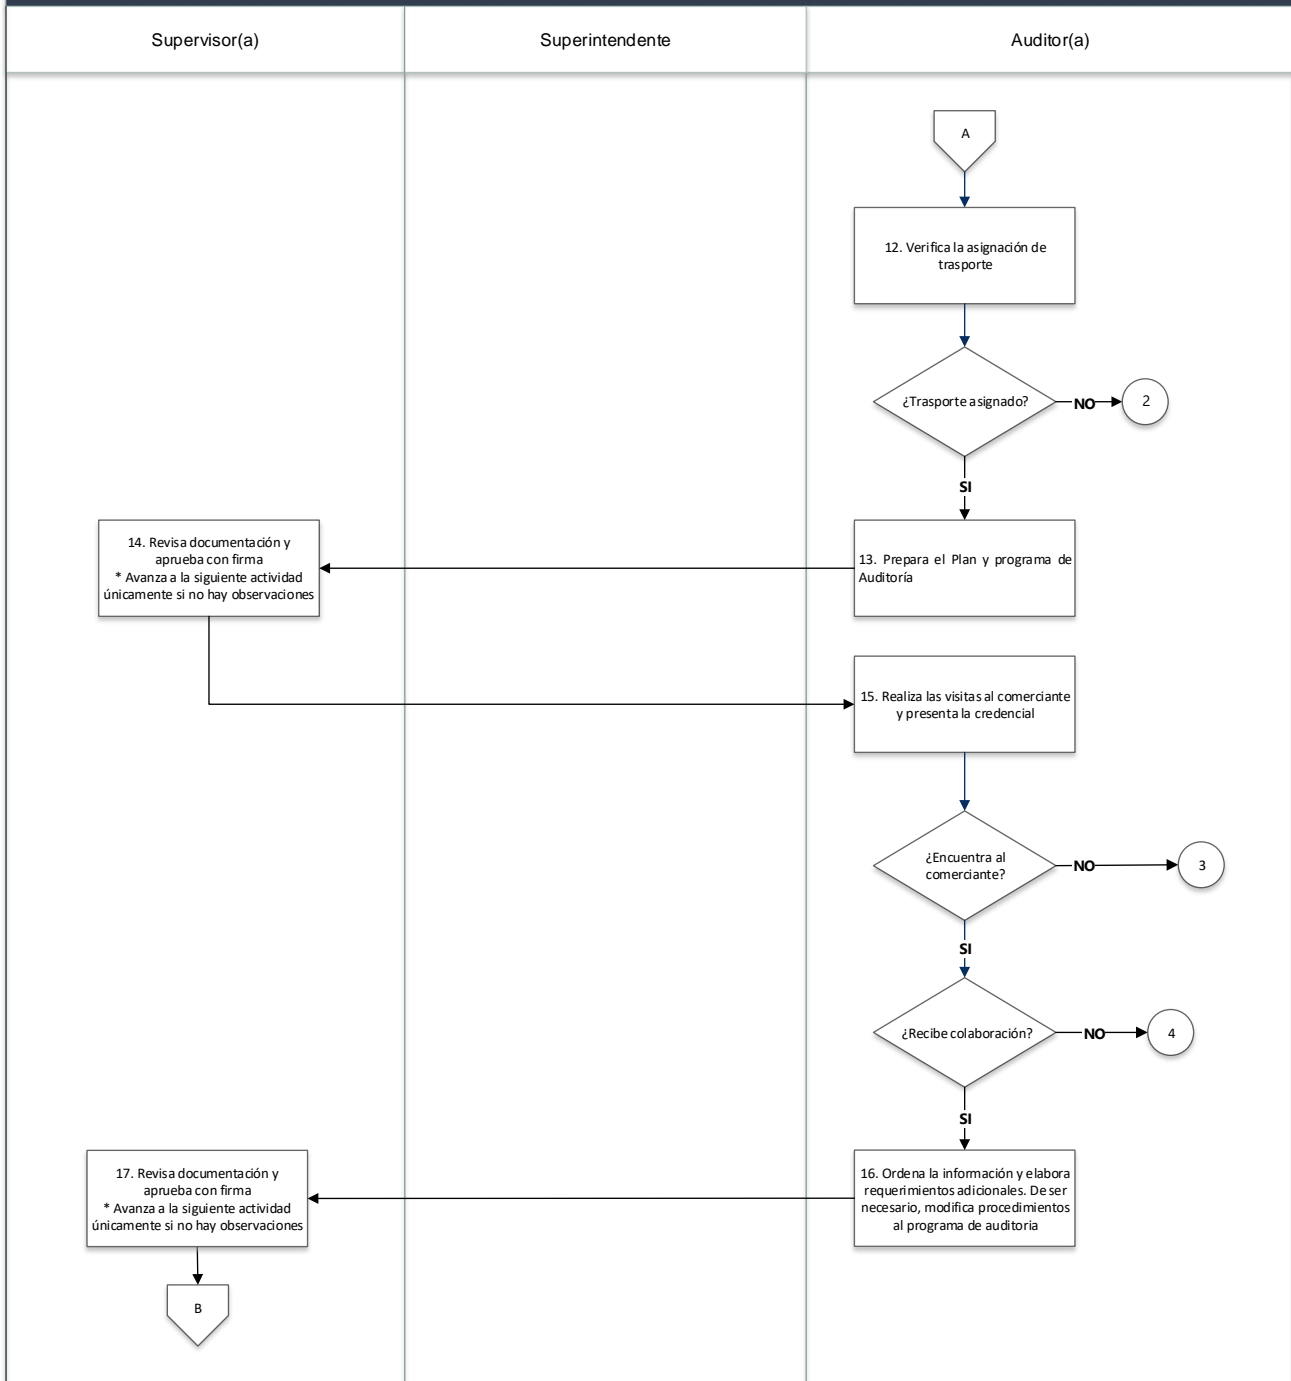 Supervisor(a)
Superintendente
Auditor(a)
A
12. Verifica la asignación de
trasporte
¿Trasporte asignado?
NO
2
SI
13. Prepara el Plan y programa de
Auditoría
14. Revisa documentación y
aprueba con firma
* Avanza a la siguiente actividad
únicamente si no hay observaciones
15. Realiza las visitas al comerciante
y presenta la credencial
¿Encuentra al
comerciante?
NO
3
SI
¿Recibe colaboración?
NO
4
SI
16. Ordena la información y elabora
requerimientos adicionales. De ser
necesario, modifica procedimientos
al programa de auditoria
17. Revisa documentación y
aprueba con firma
* Avanza a la siguiente actividad
únicamente si no hay observaciones
B